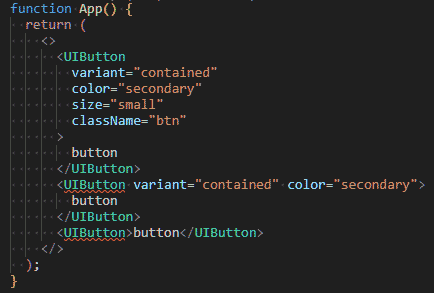 function App() {
  return (
    <>
      <UIButton
        variant="contained"
        color="secondary"
        size="small"
        className="btn"
      >
        button
      </UIButton>
      <UIButton variant="contained" color="secondary">
        button
      </UIButton>
      <UIButton>button</UIButton>
    </>
  );
}